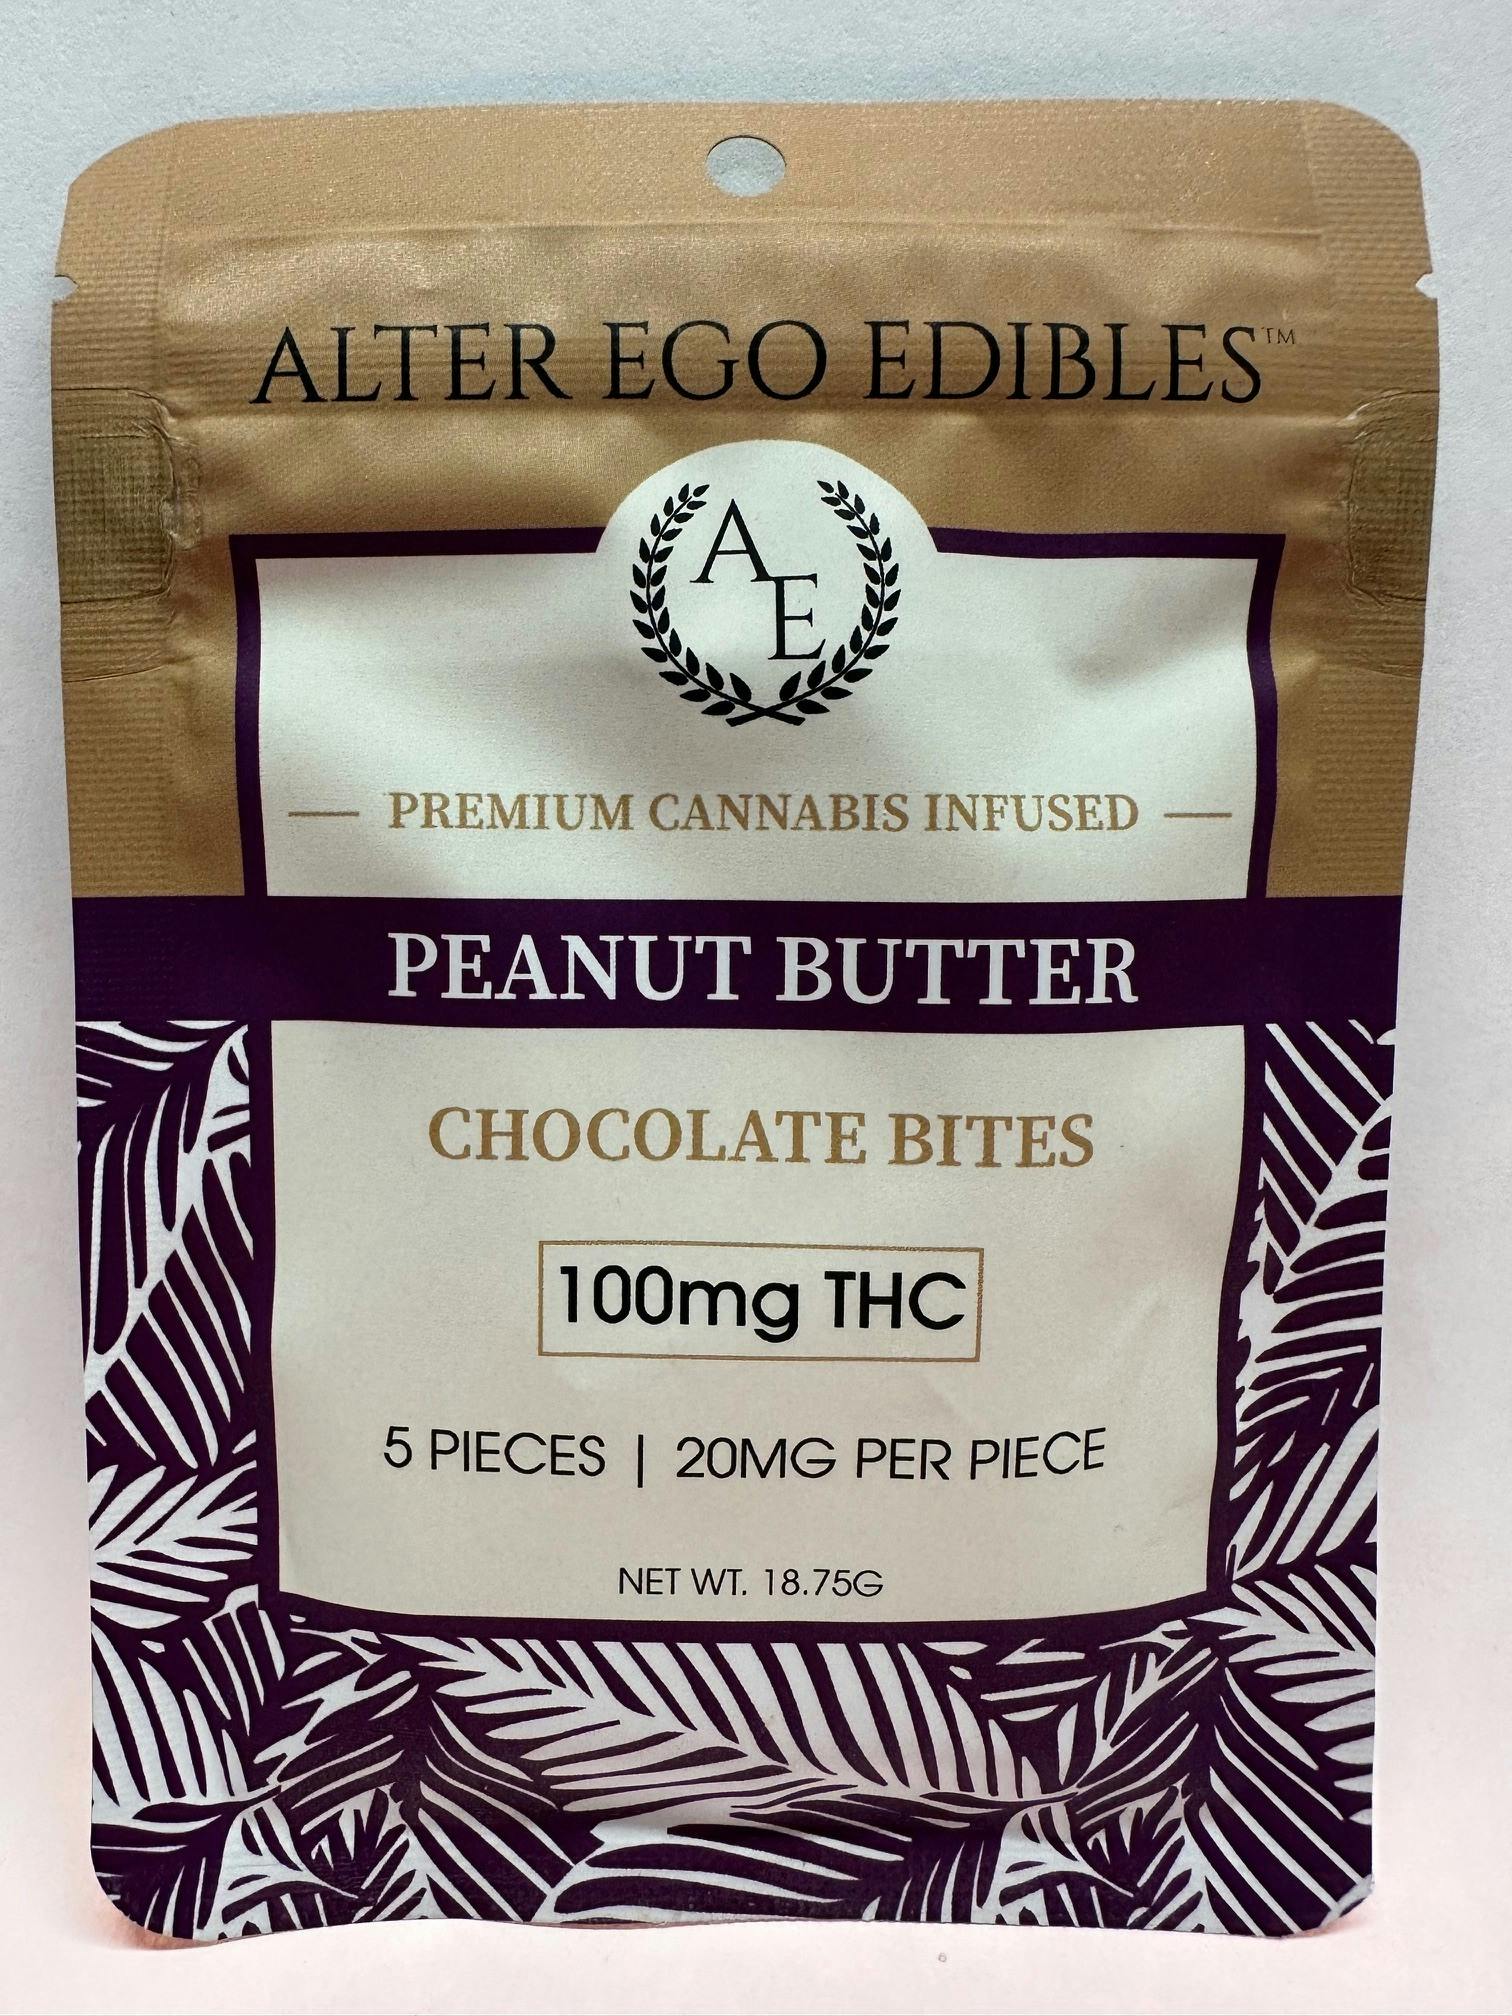 ALTER EGO EDIBLES™
A
E
— PREMIUM CANNABIS INFUSED —
PEANUT BUTTER
CHOCOLATE BITES
100mg THC
5 PIECES | 20MG PER PIECE
NET WT. 18.75G